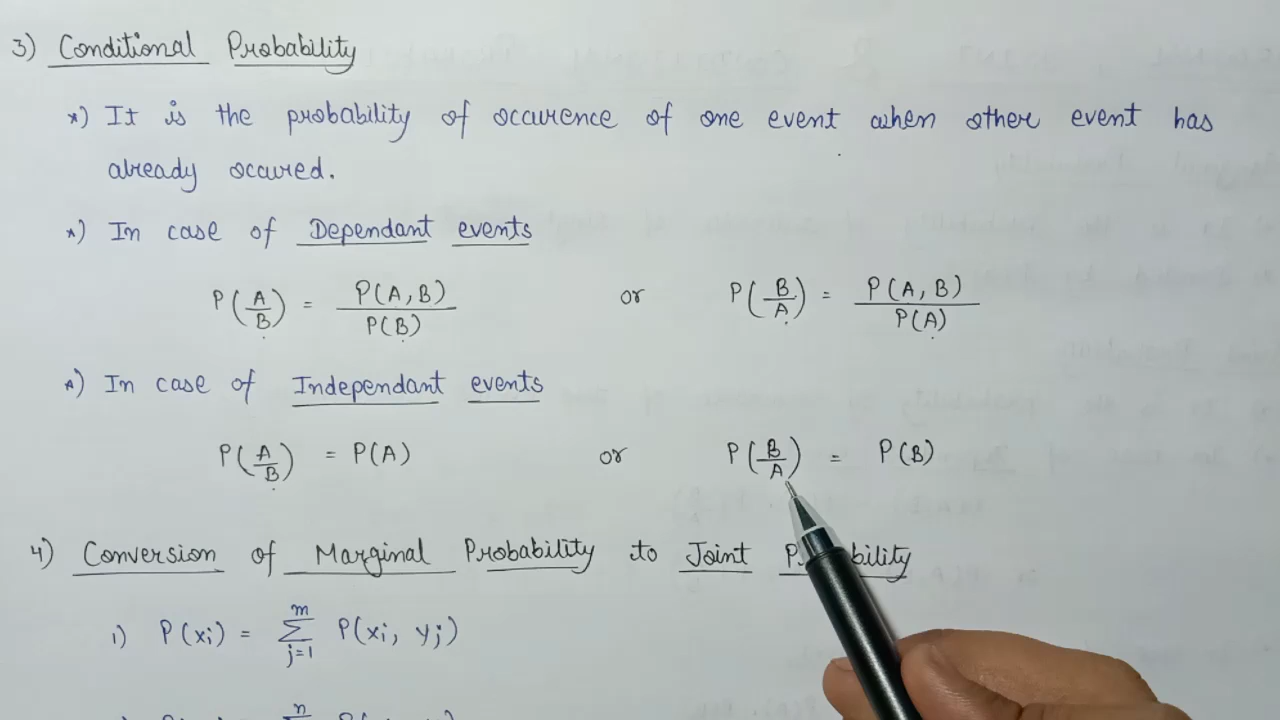 3) Conditional Probability
*) It is the probability of occurence of one event when other event has
already occured.
*) In case of Dependant events
P(A/B) = P(A, B)/P(B) or P(B/A) = P(A, B)/P(A)
*) In case of Independant events
P(A/B) = P(A) or P(B/A) = P(B)
4) Conversion of Marginal Probability to Joint
1) P(xi) = Σ m j=1 P(xi, yj)
n